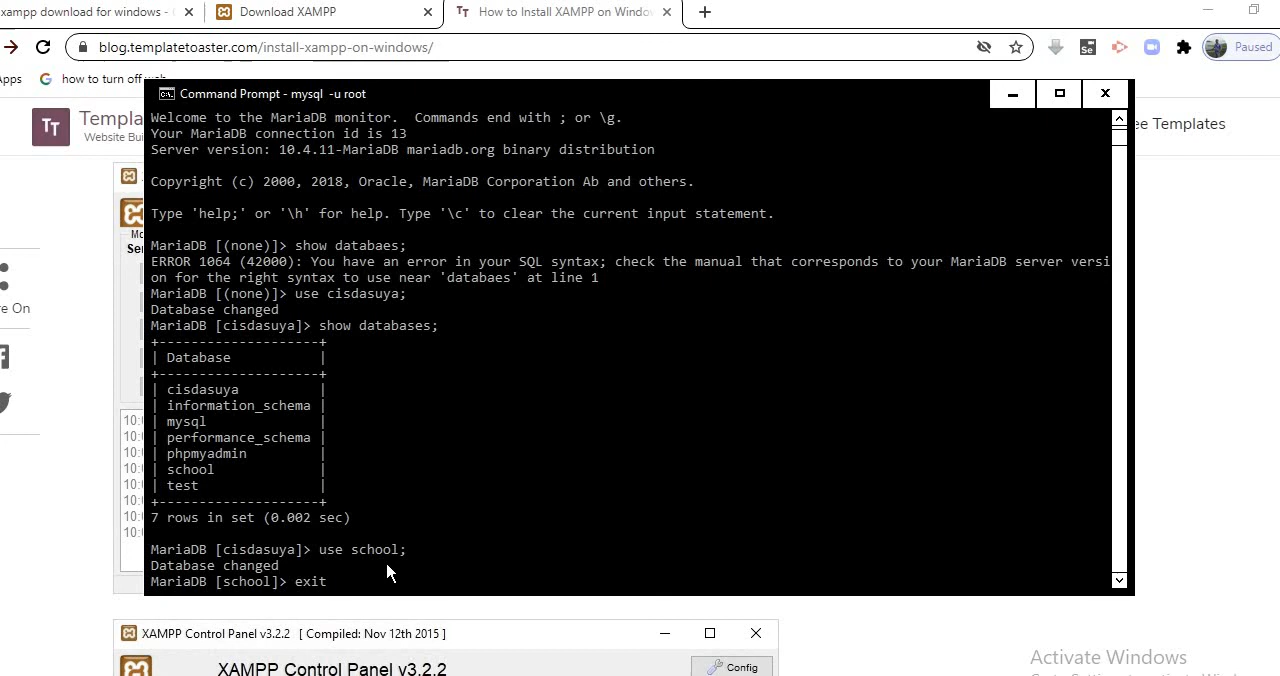 xampp download for windows -
Download XAMPP
How to Install XAMPP on Windo
blog.templatetoaster.com/install-xampp-on-windows/
Se
Paused
Apps
how to turn off web
Command Prompt - mysql -u root
TT
Templa
Website Bui
ee Templates
Welcome to the MariaDB monitor.  Commands end with ; or \g.
Your MariaDB connection id is 13
Server version: 10.4.11-MariaDB mariadb.org binary distribution
Copyright (c) 2000, 2018, Oracle, MariaDB Corporation Ab and others.
Type 'help;' or '\h' for help. Type '\c' to clear the current input statement.
Mo
Ser
MariaDB [(none)]> show databaes;
ERROR 1064 (42000): You have an error in your SQL syntax; check the manual that corresponds to your MariaDB server versi
on for the right syntax to use near 'databaes' at line 1
MariaDB [(none)]> use cisdasuya;
re On
Database changed
MariaDB [cisdasuya]> show databases;
+--------------------+
| Database           |
+--------------------+
| cisdasuya          |
| information_schema |
| mysql              |
| performance_schema |
| phpmyadmin         |
| school             |
| test               |
+--------------------+
7 rows in set (0.002 sec)
MariaDB [cisdasuya]> use school;
Database changed
MariaDB [school]> exit
XAMPP Control Panel v3.2.2 [ Compiled: Nov 12th 2015 ]
XAMPP Control Panel v3.2.2
Config
Activate Windows